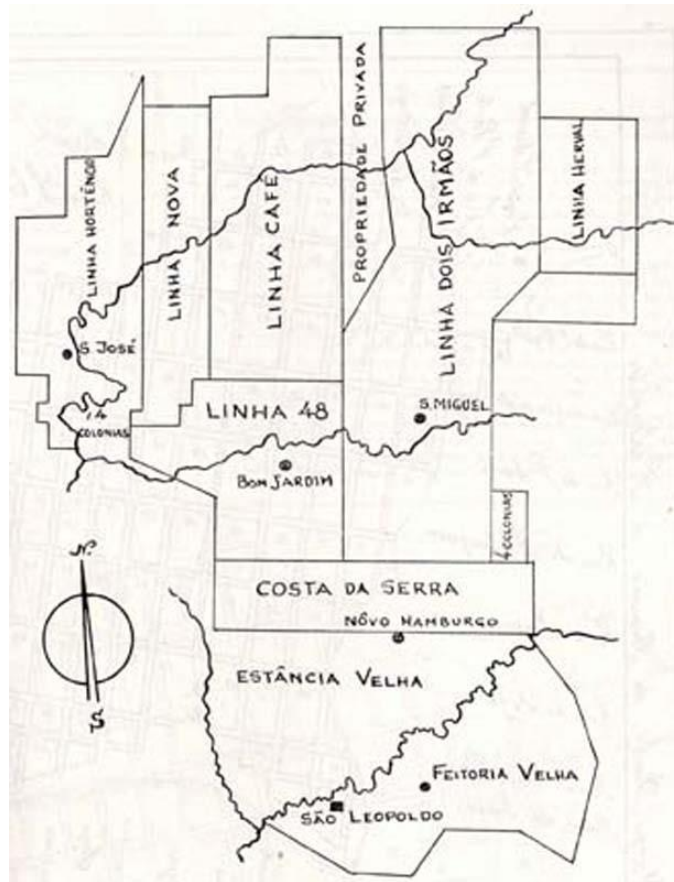 PROPRIEDADE PRIVADA
LINHA HORTÊNCIO
LINHA NOVA
LINHA CAFÉ
LINHA DOIS IRMÃOS
LINHA HERVAL
S. JOSÉ
14
COLONIAS
LINHA 48
S. MIGUEL
BOM JARDIM
4 COLONIAS
N.
S
COSTA DA SERRA
NÔVO HAMBURGO
ESTÂNCIA VELHA
FEITORIA VELHA
SÃO LEOPOLDO